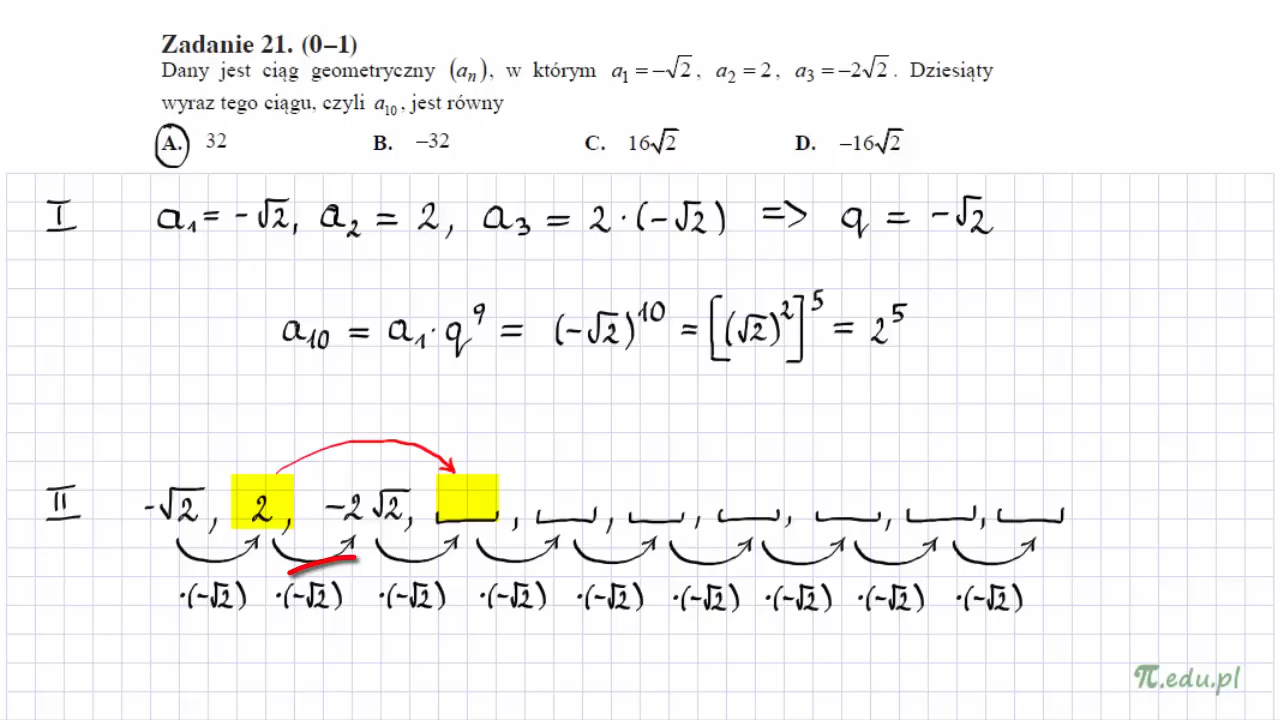 Zadanie 21. (0–1)
Dany jest ciąg geometryczny (aₙ), w którym a₁ = −√2, a₂ = 2, a₃ = −2√2. Dziesiąty
wyraz tego ciągu, czyli a₁₀, jest równy
A. 32 B. −32 C. 16√2 D. −16√2
I a₁ = -√2, a₂ = 2, a₃ = 2·(-√2) => q = -√2
a₁₀ = a₁·q⁹ = (-√2)¹⁰ = [(√2)²]⁵ = 2⁵
II -√2, 2, -2√2, , , , , , ,
·(-√2) ·(-√2) ·(-√2) ·(-√2) ·(-√2) ·(-√2) ·(-√2) ·(-√2) ·(-√2)
π.edu.pl